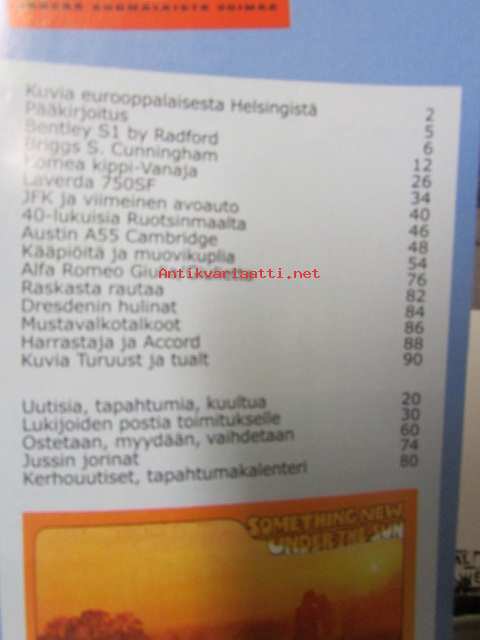 SUOMALAISTA VOIMAA
Kuvia eurooppalaisesta Helsingistä 2
Pääkirjoitus 5
Bentley S1 by Radford 6
Briggs S. Cunningham 12
Komea kippi-Vanaja 26
Laverda 750SF 34
JFK ja viimeinen avoauto 40
40-lukuisia Ruotsinmaalta 46
Austin A55 Cambridge 48
Kääpiöitä ja muovikuplia 54
Alfa Romeo 76
Antikvariaatti.net
Raskasta rautaa 82
Dresdenin hulinat 84
Mustavalkotalkoot 86
Harrastaja ja Accord 88
Kuvia Turuust ja tualt 90
Uutisia, tapahtumia, kuultua 20
Lukijoiden postia toimitukselle 30
Ostetaan, myydään, vaihdetaan 60
Jussin jorinat 74
Kerhouutiset, tapahtumakalenteri 80
SOMETHING NEW
UNDER THE SUN